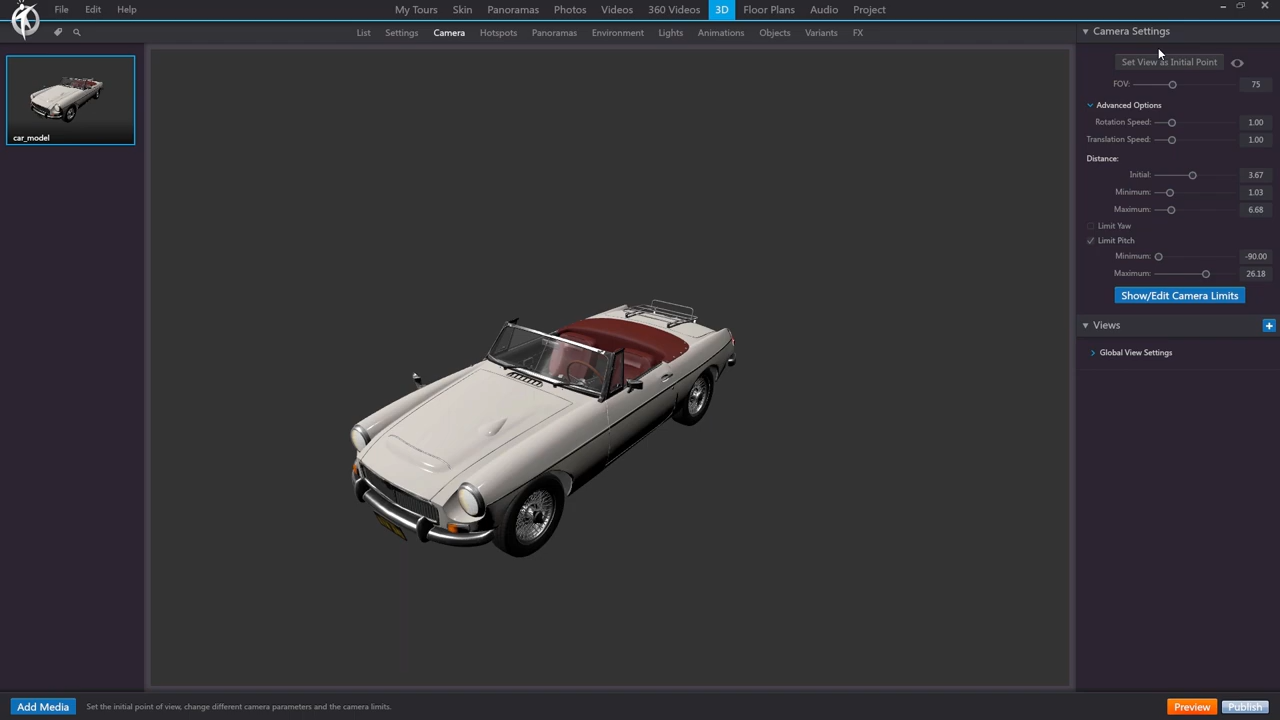 File Edit Help
My Tours Skin Panoramas Photos Videos 360 Videos 3D Floor Plans Audio Project
List Settings Camera Hotspots Panoramas Environment Lights Animations Objects Variants FX
car_model
Camera Settings
Set View as Initial Point
FOV: 75
Advanced Options
Rotation Speed: 1.00
Translation Speed: 1.00
Distance:
Initial: 3.67
Minimum: 1.03
Maximum: 6.68
Limit Yaw
Limit Pitch
Minimum: -90.00
Maximum: 26.18
Show/Edit Camera Limits
Views
Global View Settings
Add Media
Set the initial point of view, change different camera parameters and the camera limits.
Preview
Publish